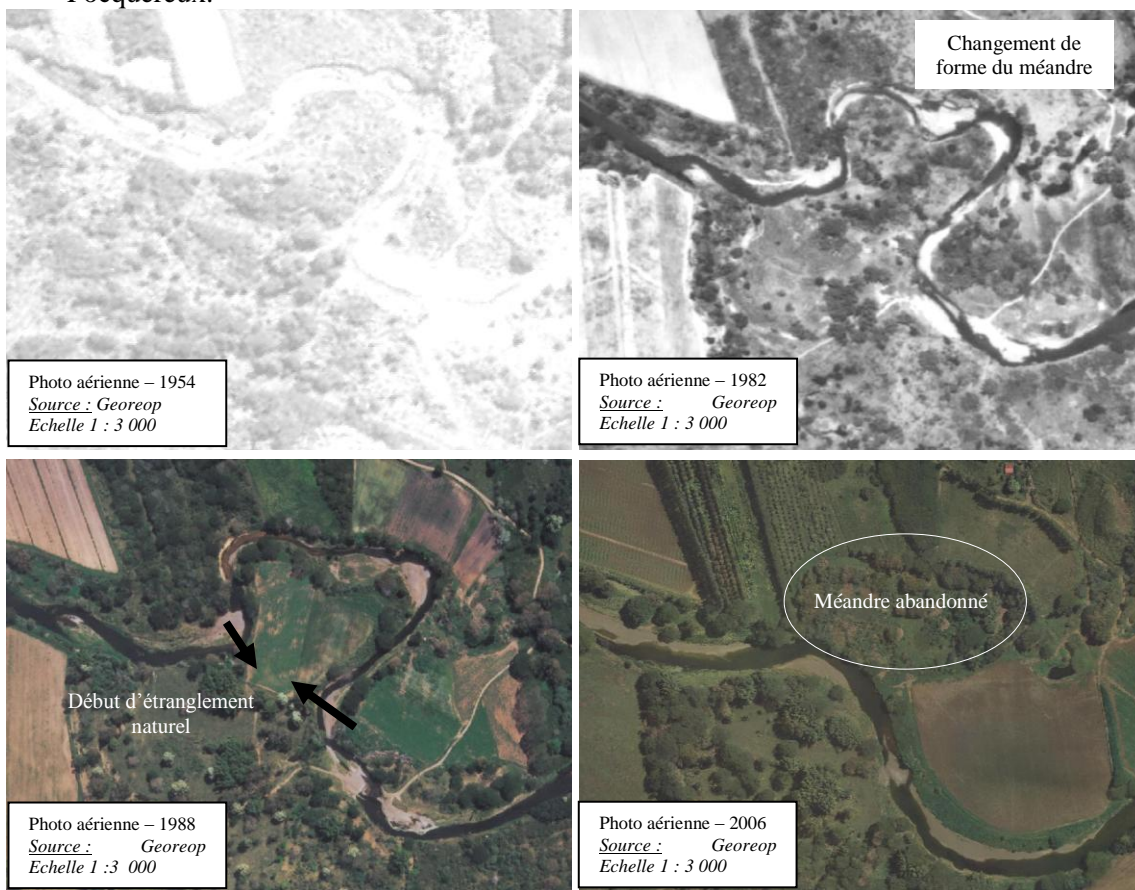 Pocquereux.
Changement de
forme du méandre
Photo aérienne – 1954
Source : Georeop
Echelle 1 : 3 000
Photo aérienne – 1982
Source : Georeop
Echelle 1 : 3 000
Début d’étranglement
naturel
Méandre abandonné
Photo aérienne – 1988
Source : Georeop
Echelle 1 :3 000
Photo aérienne – 2006
Source : Georeop
Echelle 1 : 3 000